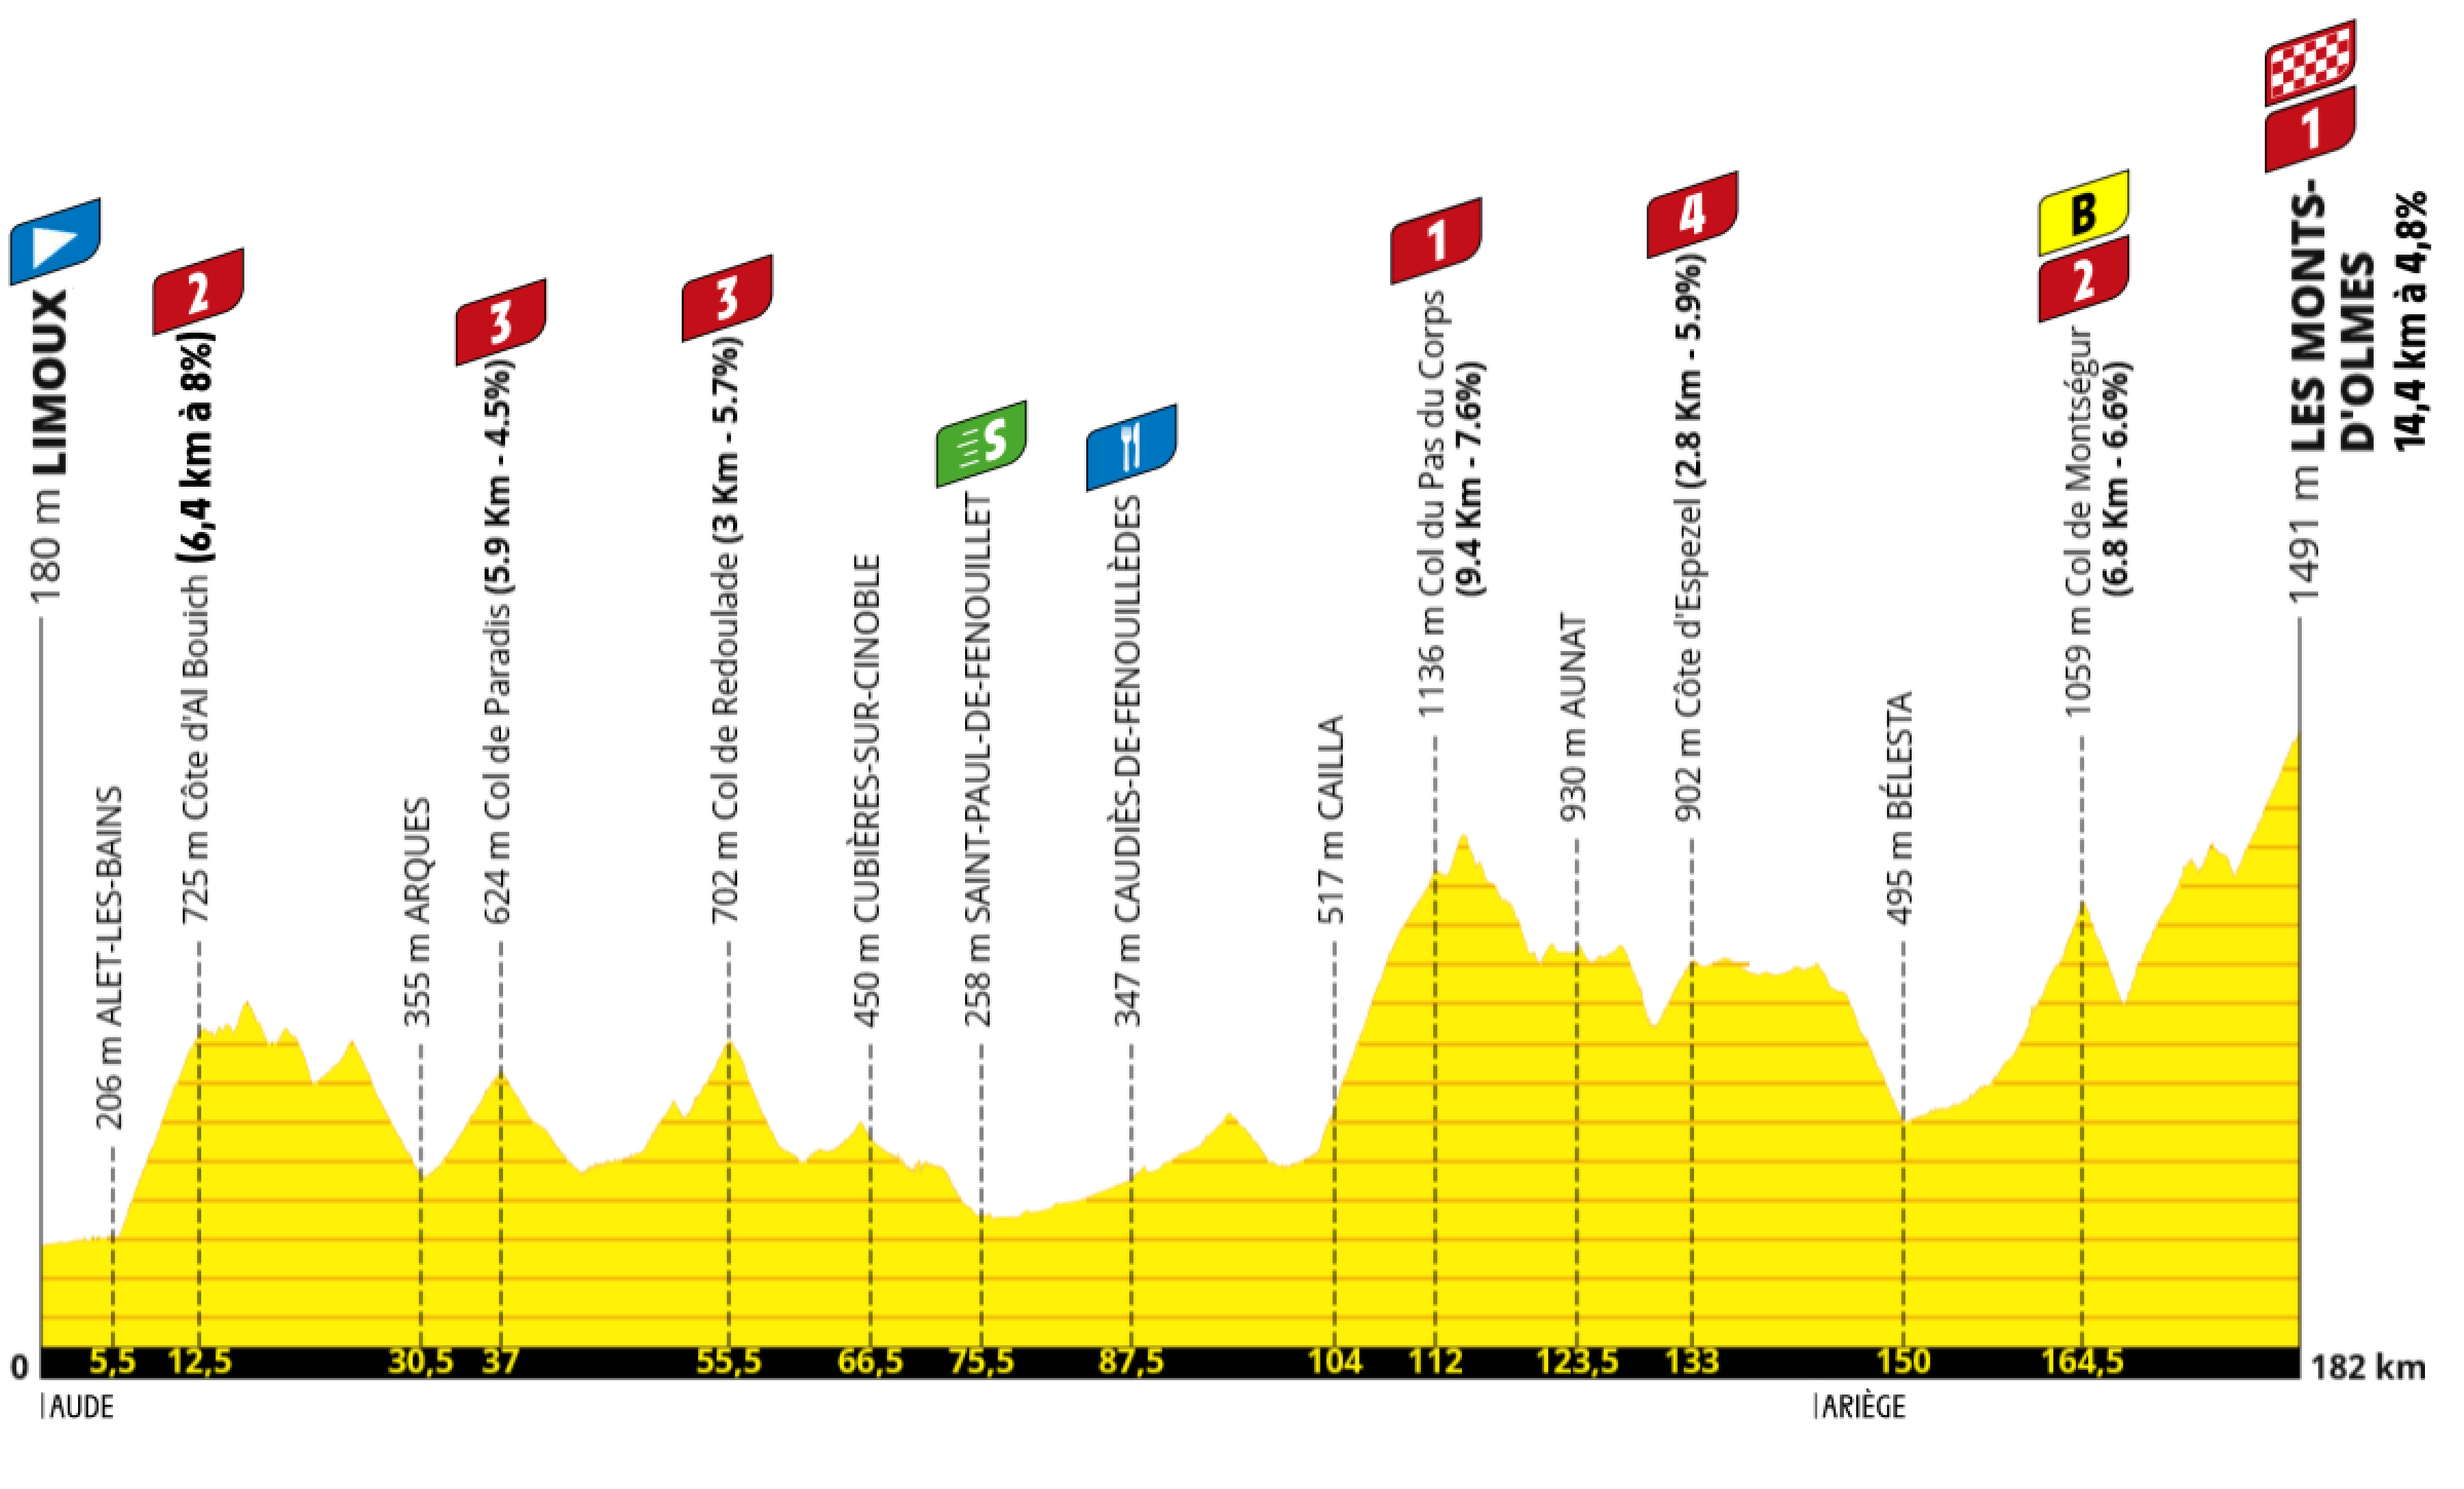 180 m LIMOUX
206 m ALET-LES-BAINS
2
725 m Côte d'Al Bouich (6,4 km à 8%)
355 m ARQUES
3
624 m Col de Paradis (5.9 Km - 4.5%)
3
702 m Col de Redoulade (3 Km - 5.7%)
450 m CUBIÈRES-SUR-CINOBLE
S
258 m SAINT-PAUL-DE-FENOUILLET
347 m CAUDIÈS-DE-FENOUILLÈDES
517 m CAILLA
1
1136 m Col du Pas du Corps
(9.4 Km - 7.6%)
930 m AUNAT
4
902 m Côte d'Espezel (2.8 Km - 5.9%)
495 m BÉLESTA
B
2
1059 m Col de Montségur
(6.8 Km - 6.6%)
1
1491 m LES MONTS-
D'OLMES
14,4 km à 4,8%
0 5,5 12,5 30,5 37 55,5 66,5 75,5 87,5 104 112 123,5 133 150 164,5 182 km
AUDE ARIÈGE